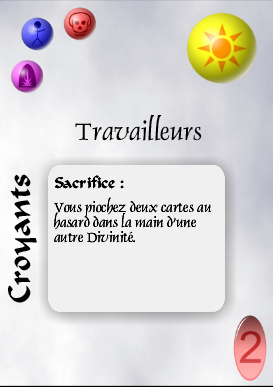 Travailleurs
Croyants
Sacrifice :
Vous piochez deux cartes au
hasard dans la main d'une
autre Divinité.
2